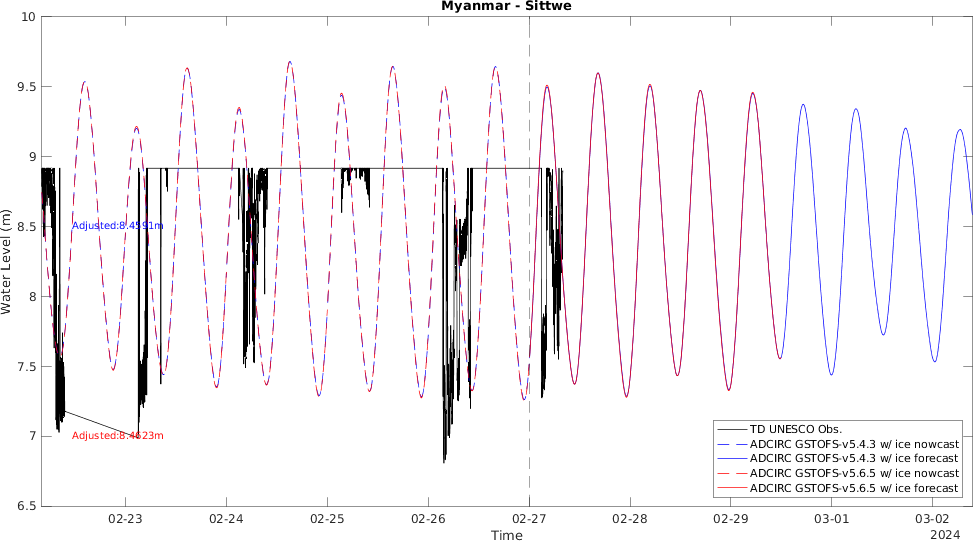 Myanmar - Sittwe
10
9.5
9
8.5
8
7.5
7
6.5
Water Level (m)
Adjusted:8.4591m
Adjusted:8.4623m
TD UNESCO Obs.
ADCIRC GSTOFS-v5.4.3 w/ ice nowcast
ADCIRC GSTOFS-v5.4.3 w/ ice forecast
ADCIRC GSTOFS-v5.6.5 w/ ice nowcast
ADCIRC GSTOFS-v5.6.5 w/ ice forecast
02-23 02-24 02-25 02-26 02-27 02-28 02-29 03-01 03-02
Time
2024